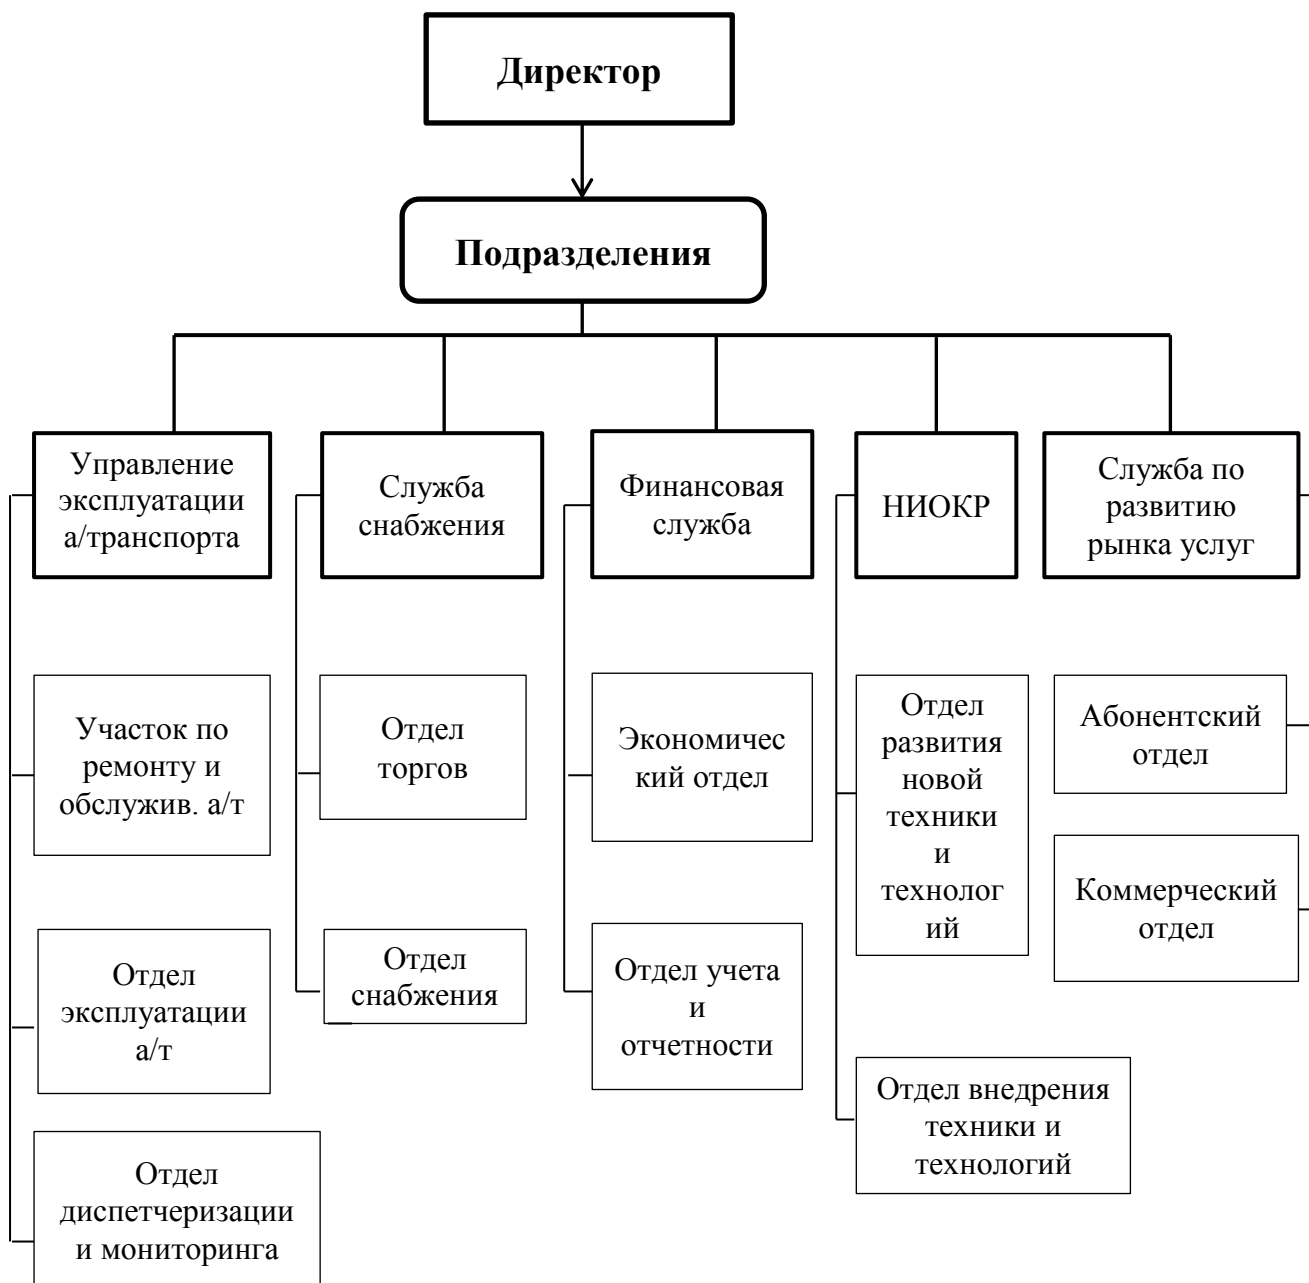 Директор
Подразделения
Управление
эксплуатации
а/транспорта
Служба
снабжения
Финансовая
служба
НИОКР
Служба по
развитию
рынка услуг
Участок по
ремонту и
обслужив. а/т
Отдел
торгов
Экономичес
кий отдел
Отдел
развития
новой
техники
и
технолог
ий
Абонентский
отдел
Коммерческий
отдел
Отдел
эксплуатации
а/т
Отдел
снабжения
Отдел учета
и
отчетности
Отдел внедрения
техники и
технологий
Отдел
диспетчеризации
и мониторинга